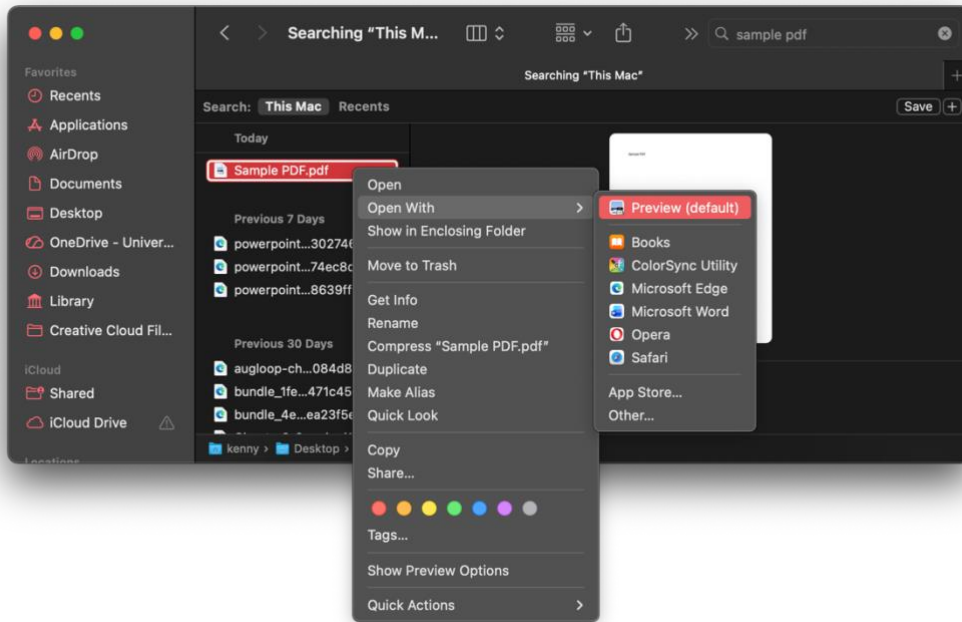 Searching “This M...
sample pdf
Searching “This Mac”
Search: This Mac Recents
Save
Favorites
Recents
Applications
AirDrop
Documents
Desktop
OneDrive - Univer...
Downloads
Library
Creative Cloud Fil...
iCloud
Shared
iCloud Drive
Locations
Today
Sample PDF.pdf
Previous 7 Days
powerpoint...302746
powerpoint...74ec8c
powerpoint...8639ff
Previous 30 Days
augloop-ch...084d8
bundle_1fe...471c45
bundle_4e...ea23f5e
kenny › Desktop ›
Open
Open With
Show in Enclosing Folder
Move to Trash
Get Info
Rename
Compress “Sample PDF.pdf”
Duplicate
Make Alias
Quick Look
Copy
Share...
Tags...
Show Preview Options
Quick Actions
Preview (default)
Books
ColorSync Utility
Microsoft Edge
Microsoft Word
Opera
Safari
App Store...
Other...